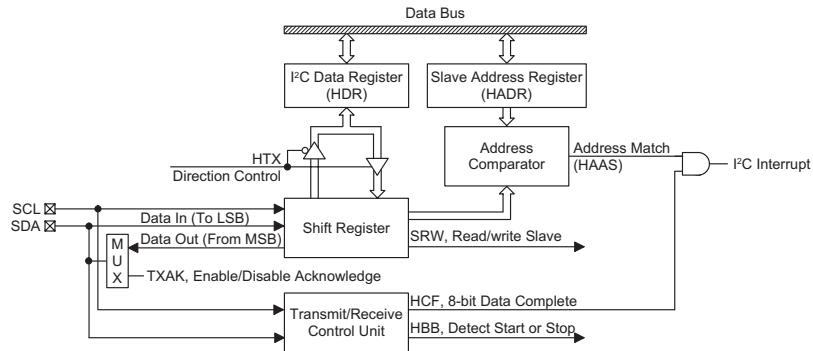 Data Bus
I²C Data Register
(HDR)
Slave Address Register
(HADR)
HTX
Direction Control
Address
Comparator
Address Match
(HAAS)
I²C Interrupt
SCL
SDA
Data In (To LSB)
Shift Register
Data Out (From MSB)
SRW, Read/write Slave
M
U
X
TXAK, Enable/Disable Acknowledge
Transmit/Receive
Control Unit
HCF, 8-bit Data Complete
HBB, Detect Start or Stop